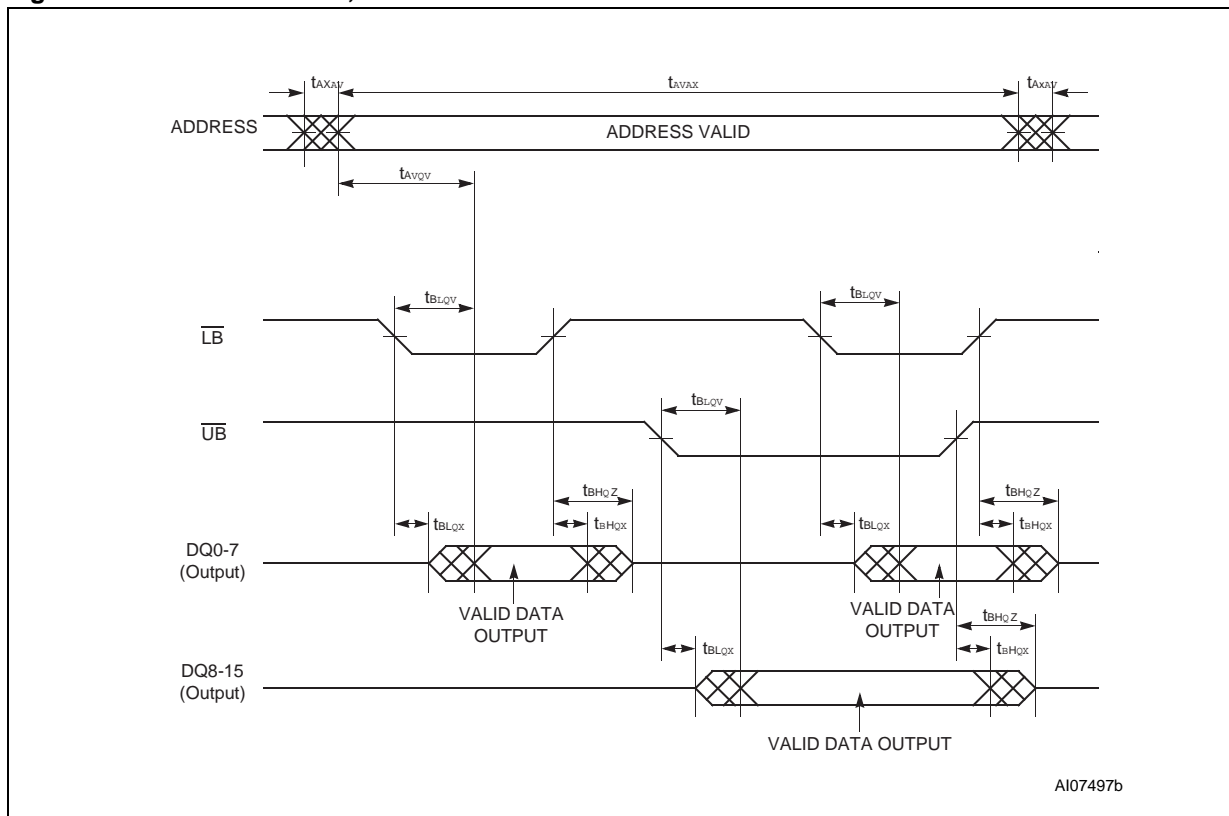 tAXAV tAVAX tAxAV
ADDRESS ADDRESS VALID
tAVQV
tBLQV tBLQV
LB
tBLQV
UB
tBHQZ tBHQZ
tBLQX tBHQX tBLQX tBHQX
DQ0-7
(Output)
VALID DATA
OUTPUT
VALID DATA
OUTPUT
tBHQZ
tBLQX tBHQX
DQ8-15
(Output)
VALID DATA OUTPUT
AI07497b